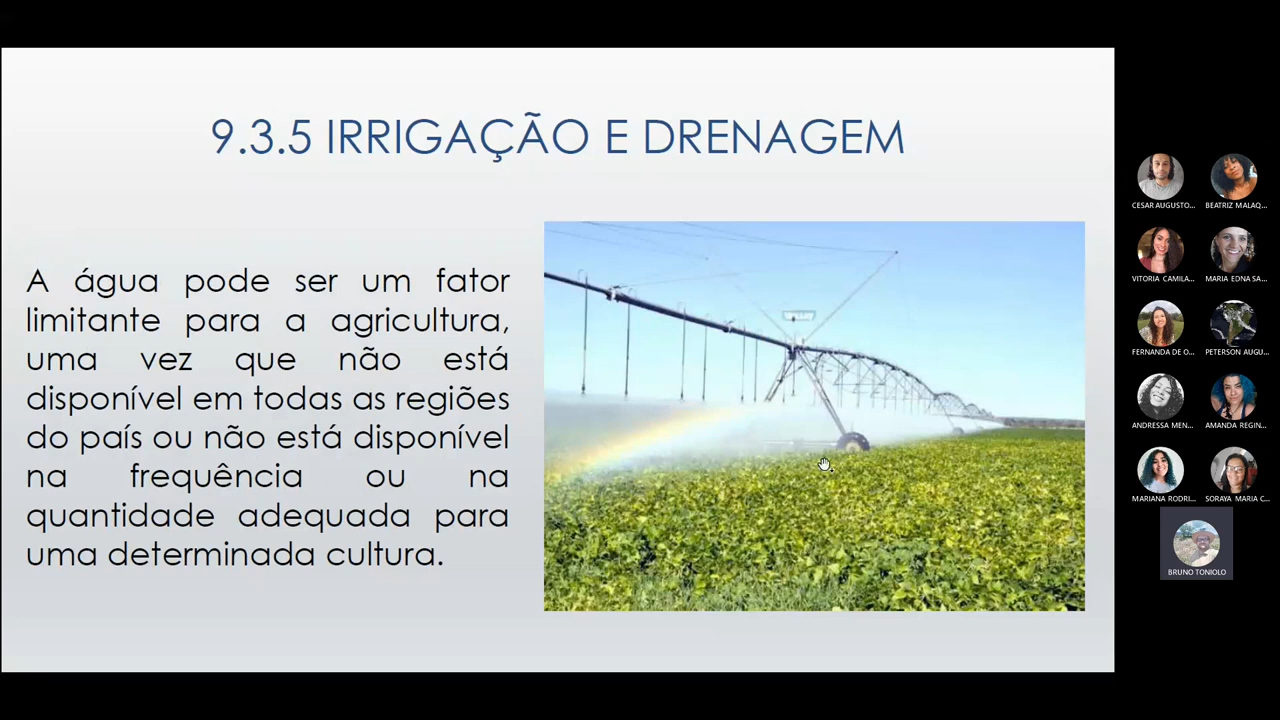 9.3.5 IRRIGAÇÃO E DRENAGEM
A água pode ser um fator
limitante para a agricultura,
uma vez que não está
disponível em todas as regiões
do país ou não está disponível
na frequência ou na
quantidade adequada para
uma determinada cultura.
CESAR AUGUSTO...
BEATRIZ MALAQ...
VITORIA CAMILA...
MARIA EDNA SA...
FERNANDA DE O...
PETERSON AUGU...
ANDRESSA MEN...
AMANDA REGIN...
MARIANA RODRI...
SORAYA MARIA C...
BRUNO TONIOLO